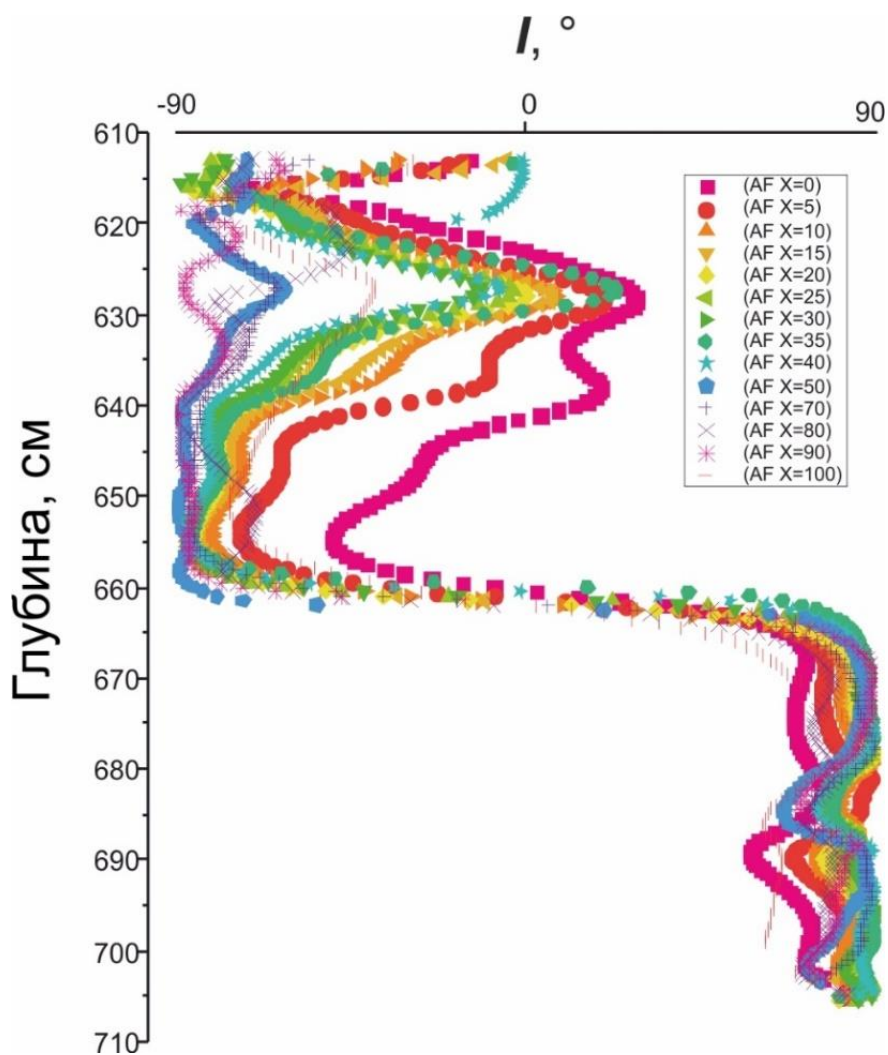 I, °
-90 0 90
610
620
630
640
650
660
670
680
690
700
710
Глубина, см
(AF X=0)
(AF X=5)
(AF X=10)
(AF X=15)
(AF X=20)
(AF X=25)
(AF X=30)
(AF X=35)
(AF X=40)
(AF X=50)
(AF X=70)
(AF X=80)
(AF X=90)
(AF X=100)